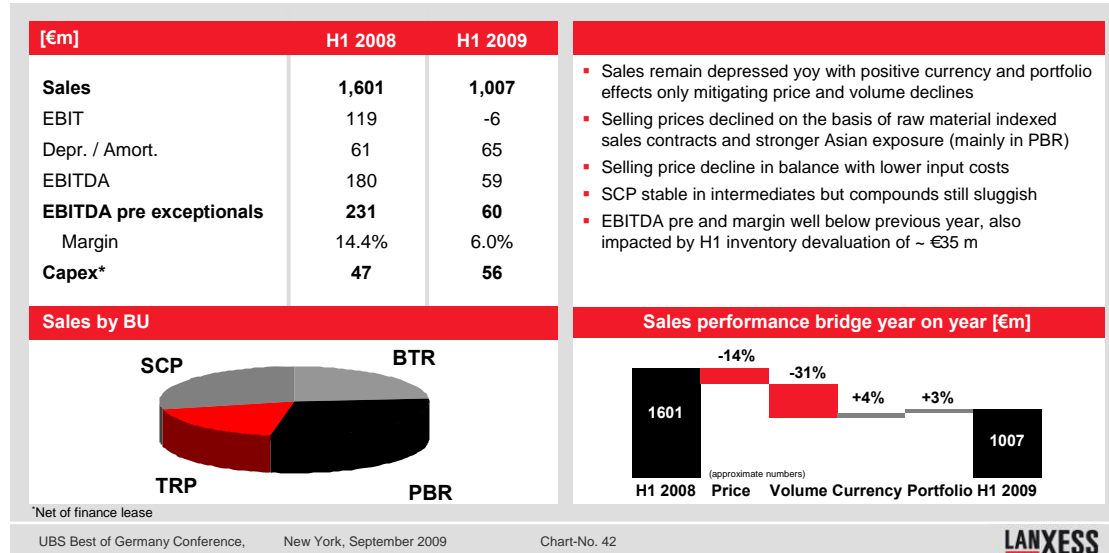 [€m] H1 2008 H1 2009
Sales 1,601 1,007
EBIT 119 -6
Depr. / Amort. 61 65
EBITDA 180 59
EBITDA pre exceptionals 231 60
Margin 14.4% 6.0%
Capex* 47 56
▪ Sales remain depressed yoy with positive currency and portfolio
effects only mitigating price and volume declines
▪ Selling prices declined on the basis of raw material indexed
sales contracts and stronger Asian exposure (mainly in PBR)
▪ Selling price decline in balance with lower input costs
▪ SCP stable in intermediates but compounds still sluggish
▪ EBITDA pre and margin well below previous year, also
impacted by H1 inventory devaluation of ~ €35 m
Sales by BU
SCP BTR
TRP PBR
Sales performance bridge year on year [€m]
-14%
-31%
+4% +3%
1601
1007
(approximate numbers)
H1 2008 Price Volume Currency Portfolio H1 2009
*Net of finance lease
UBS Best of Germany Conference, New York, September 2009 Chart-No. 42
LANXESS